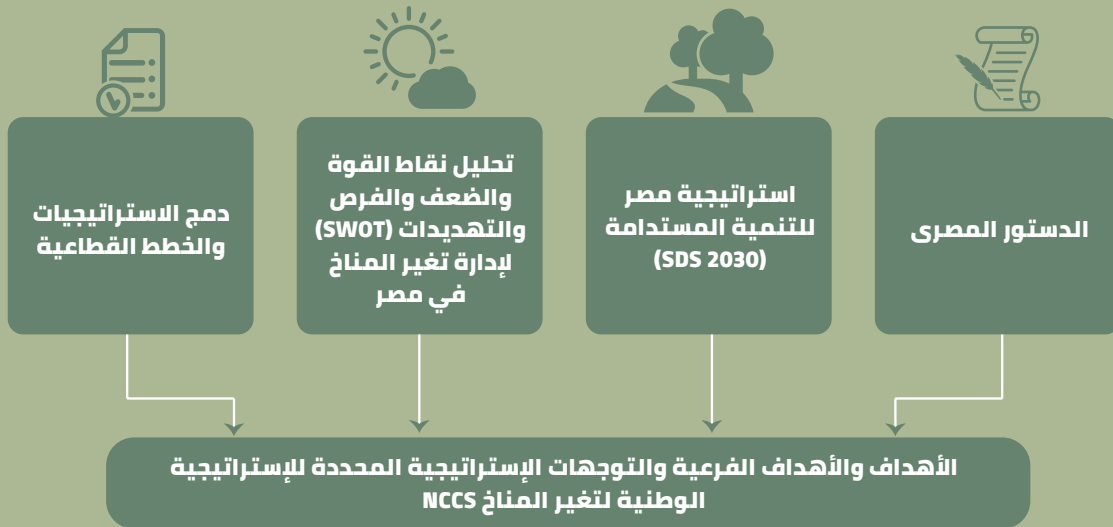 الدستور المصرى
استراتيجية مصر
للتنمية المستدامة
(SDS 2030)
تحليل نقاط القوة
والضعف والفرص
والتهديدات (SWOT)
لإدارة تغير المناخ
في مصر
دمج الاستراتيجيات
والخطط القطاعية
الأهداف والأهداف الفرعية والتوجهات الإستراتيجية المحددة للإستراتيجية
الوطنية لتغير المناخ NCCS